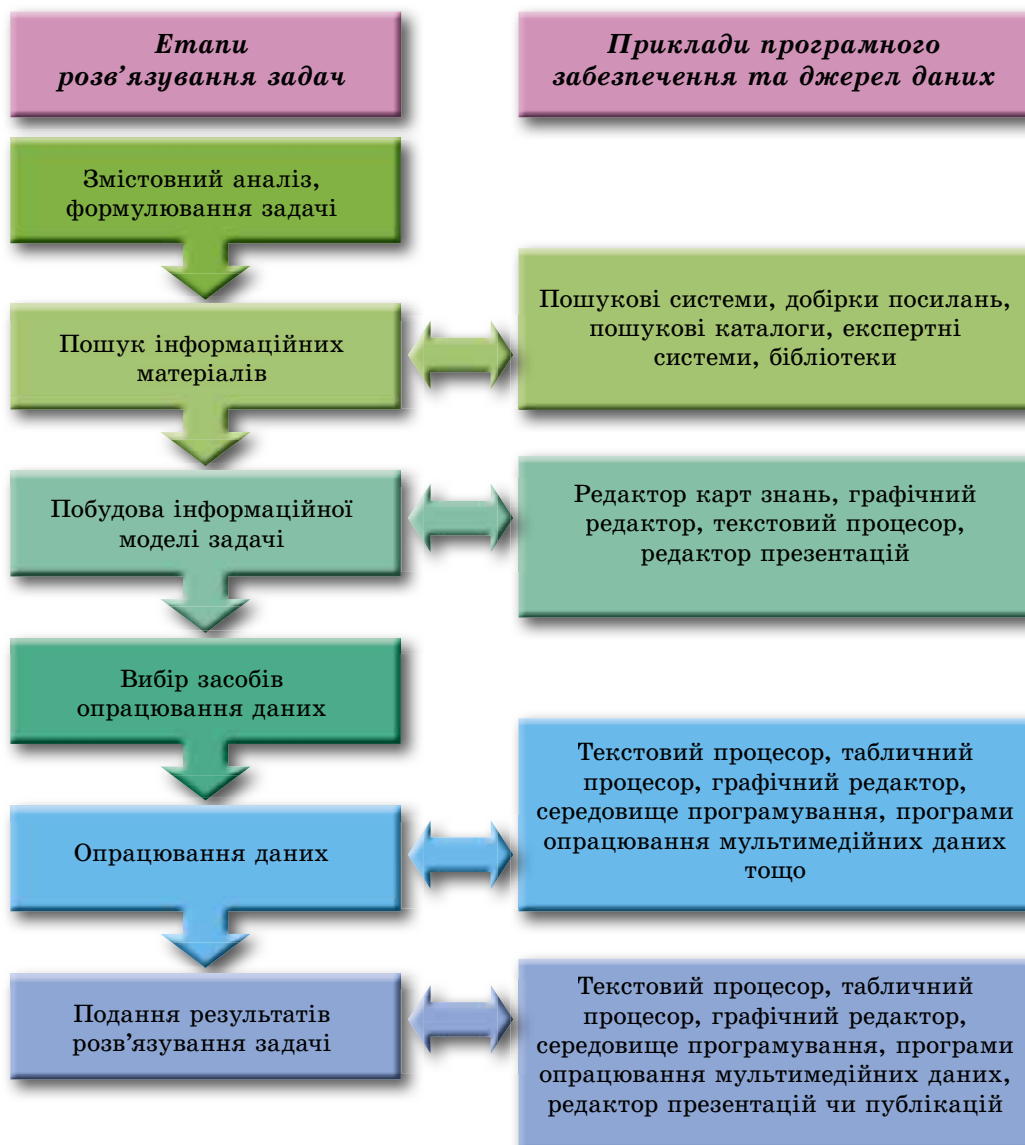 Етапи
розв’язування задач
Приклади програмного
забезпечення та джерел даних
Змістовний аналіз,
формулювання задачі
Пошук інформаційних
матеріалів
Пошукові системи, добірки посилань,
пошукові каталоги, експертні
системи, бібліотеки
Побудова інформаційної
моделі задачі
Редактор карт знань, графічний
редактор, текстовий процесор,
редактор презентацій
Вибір засобів
опрацювання даних
Опрацювання даних
Текстовий процесор, табличний
процесор, графічний редактор,
середовище програмування, програми
опрацювання мультимедійних даних
тощо
Подання результатів
розв’язування задачі
Текстовий процесор, табличний
процесор, графічний редактор,
середовище програмування, програми
опрацювання мультимедійних даних,
редактор презентацій чи публікацій